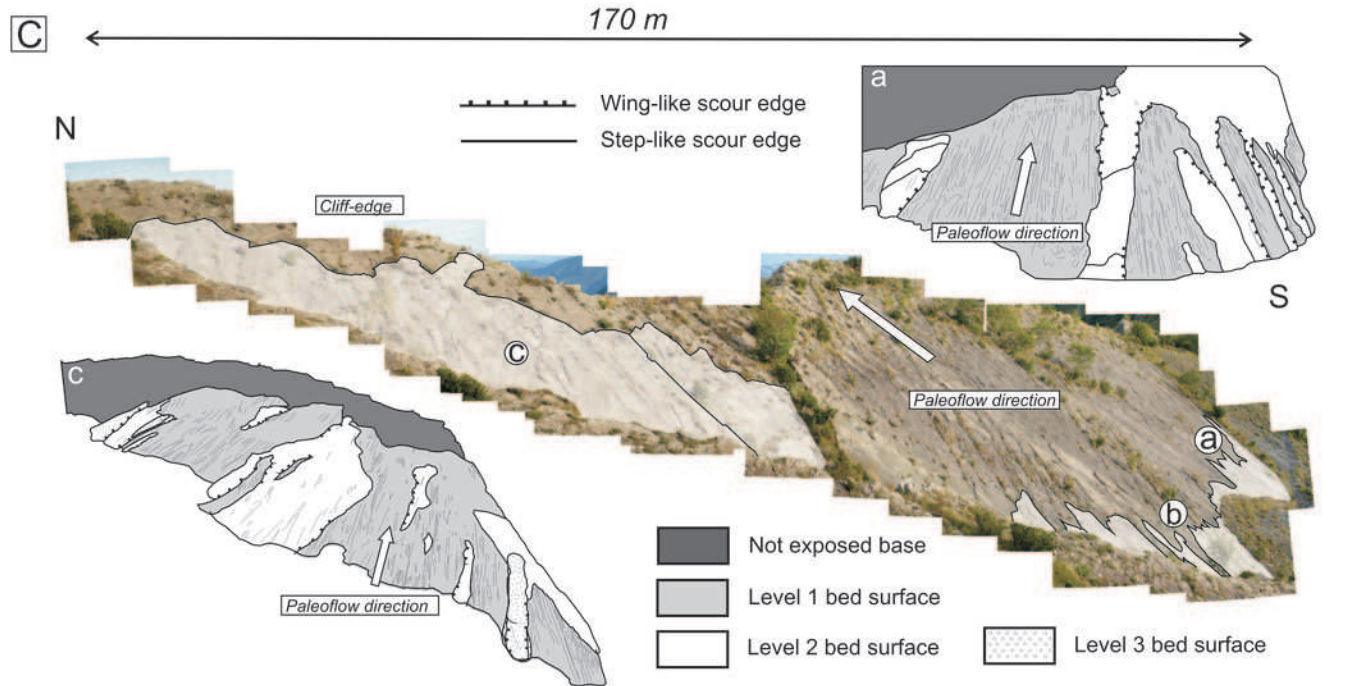 C
170 m
a
Wing-like scour edge
N
Step-like scour edge
Cliff-edge
Paleoflow direction
S
c
Paleoflow direction
a
c
b
Not exposed base
Level 1 bed surface
Paleoflow direction
Level 2 bed surface
Level 3 bed surface